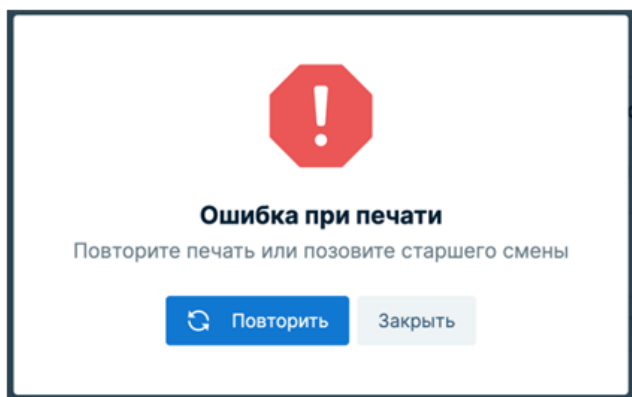 Ошибка при печати
Повторите печать или позовите старшего смены
Повторить
Закрыть